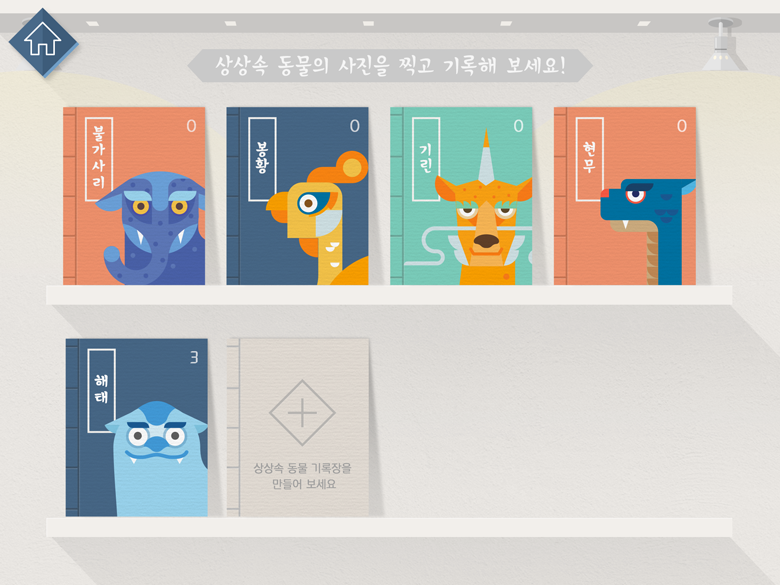 상상속 동물의 사진을 찍고 기록해 보세요!
불가사리
0
봉황
0
기린
0
현무
0
해태
3
상상속 동물 기록장을
만들어 보세요